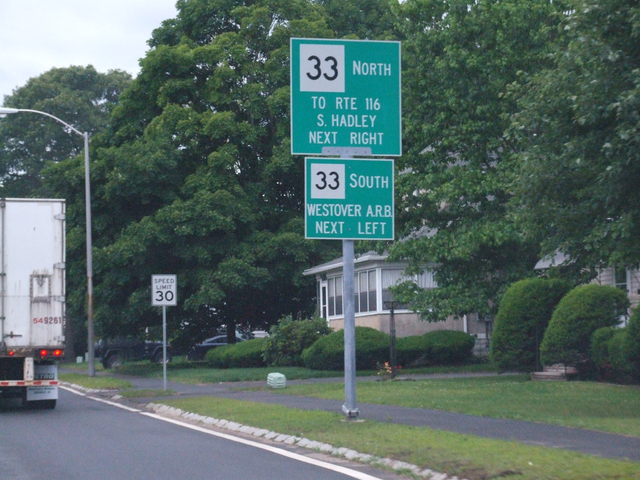 33 NORTH
TO RTE 116
S. HADLEY
NEXT RIGHT
33 SOUTH
WESTOVER A.R.B.
NEXT LEFT
SPEED
LIMIT
30
549261